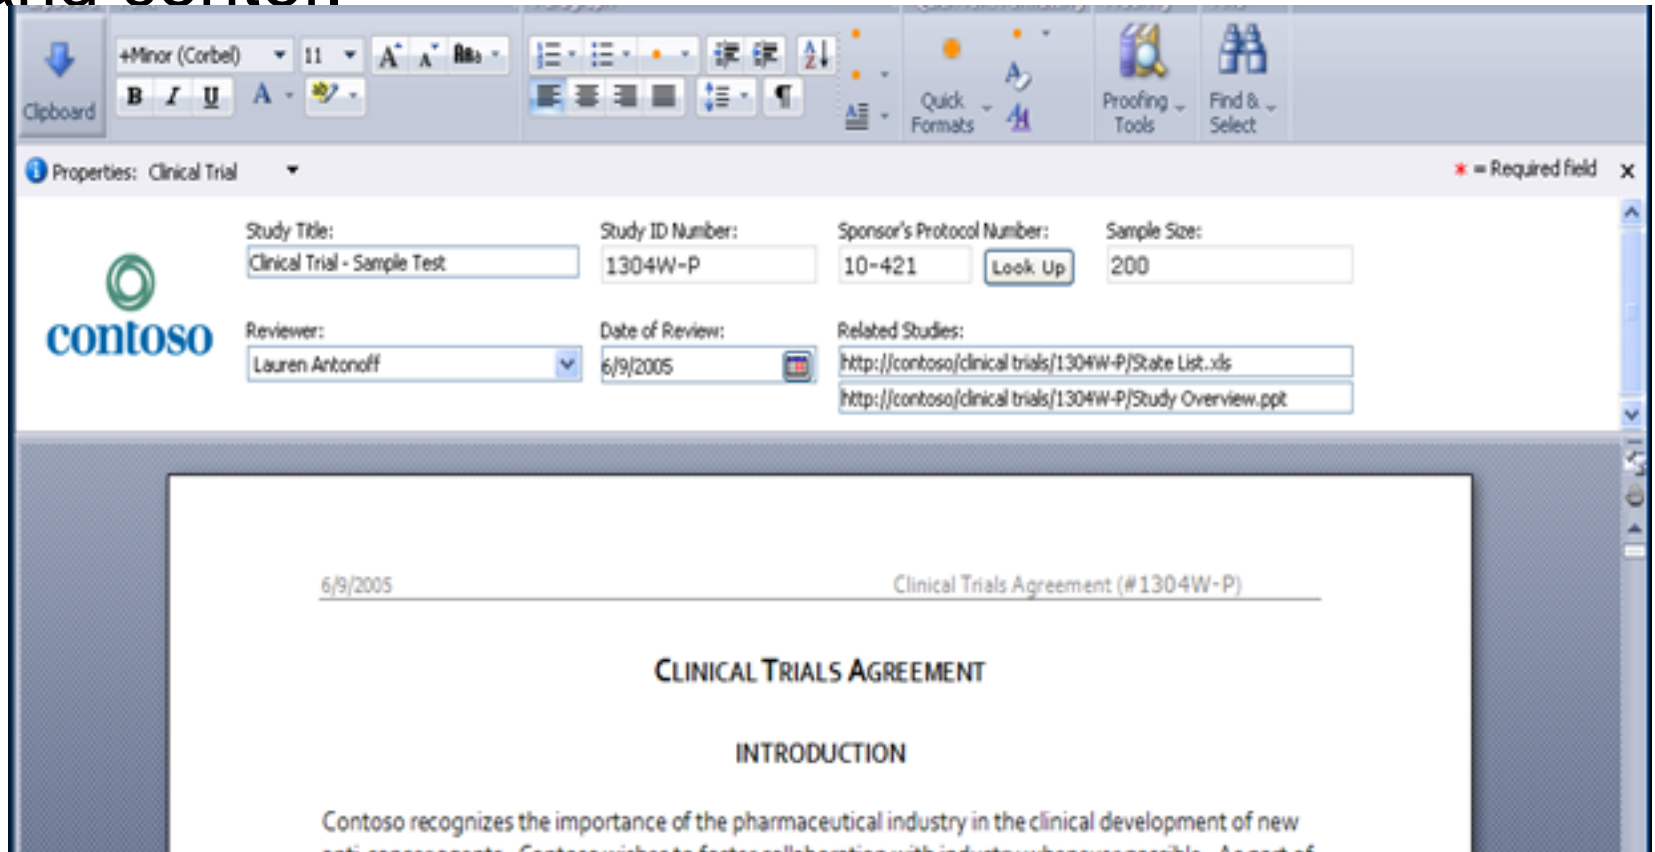 +Minor (Corbel) 11 A A Aa
B I U A ab
Clipboard
Quick Formats
Proofing Tools
Find & Select
Properties: Clinical Trial
* = Required field x
contoso
Study Title: Study ID Number: Sponsor's Protocol Number: Sample Size:
Clinical Trial - Sample Test 1304W-P 10-421 Look Up 200
Reviewer: Date of Review: Related Studies:
Lauren Antonoff 6/9/2005 http://contoso/clinical trials/1304W-P/State List.xls
http://contoso/clinical trials/1304W-P/Study Overview.ppt
6/9/2005 Clinical Trials Agreement (#1304W-P)
CLINICAL TRIALS AGREEMENT
INTRODUCTION
Contoso recognizes the importance of the pharmaceutical industry in the clinical development of new